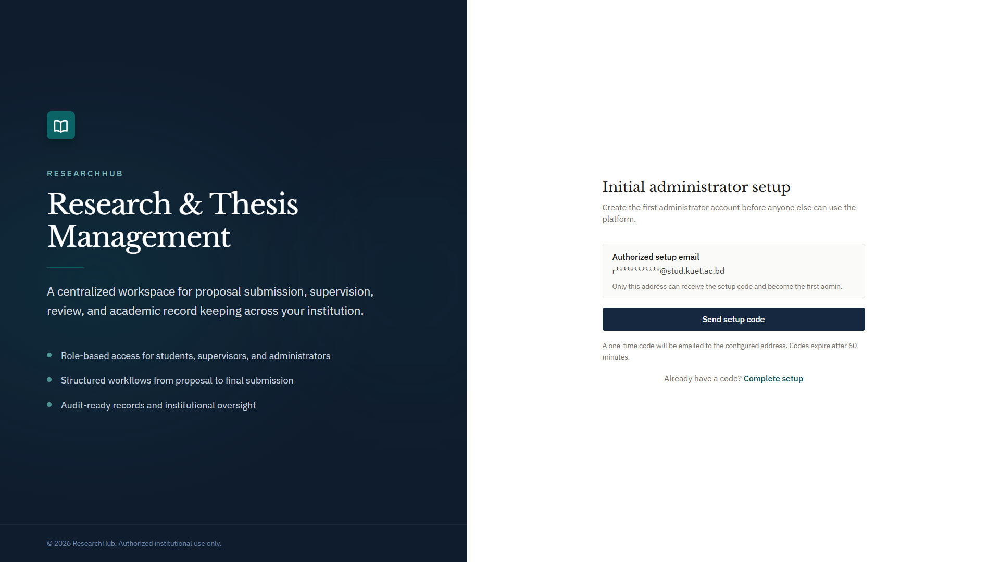 RESEARCHHUB
Research & Thesis
Management
A centralized workspace for proposal submission, supervision,
review, and academic record keeping across your institution.
Role-based access for students, supervisors, and administrators
Structured workflows from proposal to final submission
Audit-ready records and institutional oversight
© 2026 ResearchHub. Authorized institutional use only.
Initial administrator setup
Create the first administrator account before anyone else can use the
platform.
Authorized setup email
r************@stud.kuet.ac.bd
Only this address can receive the setup code and become the first admin.
Send setup code
A one-time code will be emailed to the configured address. Codes expire after 60
minutes.
Already have a code? Complete setup